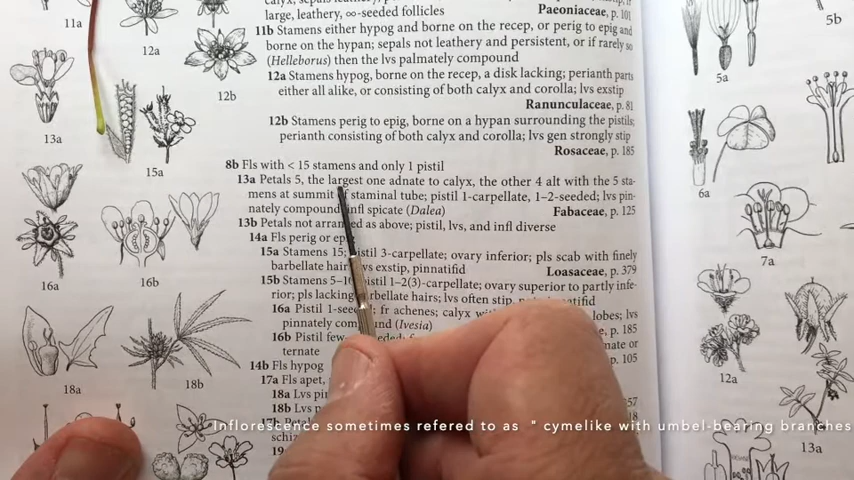 large, leathery, ∞-seeded follicles Paeoniaceae, p. 101
11b Stamens either hypog and borne on the recep, or perig to epig and
borne on the hypan; sepals not leathery and persistent, or if rarely so
(Helleborus) then the lvs palmately compound
12a Stamens hypog, borne on the recep, a disk lacking; perianth parts
either all alike, or consisting of both calyx and corolla; lvs exstip
Ranunculaceae, p. 81
12b Stamens perig to epig, borne on a hypan surrounding the pistils;
perianth consisting of both calyx and corolla; lvs gen strongly stip
Rosaceae, p. 185
8b Fls with < 15 stamens and only 1 pistil
13a Petals 5, the largest one adnate to calyx, the other 4 alt with the 5 sta-
mens at summit of staminal tube; pistil 1-carpellate, 1–2-seeded; lvs pin-
nately compound infl spicate (Dalea) Fabaceae, p. 125
13b Petals not arranged as above; pistil, lvs, and infl diverse
14a Fls perig or
15a Stamens 15; pistil 3-carpellate; ovary inferior; pls scab with finely
barbellate hair lvs exstip, pinnatifid Loasaceae, p. 379
15b Stamens 5–10 pistil 1–2(3)-carpellate; ovary superior to partly infe-
rior; pls lacking hairs; lvs often stip,
16a Pistil fr achenes; calyx lobes; lvs
pinnately (Ivesia) p. 185
16b Pistil
ternate p. 105
14b Fls hypog
17a Fls apet,
18a Lvs
18b Lvs
Inflorescence sometimes refered to as " cymelike with umbel-bearing branches
11a
12a
12b
13a
15a
16a
16b
18a
18b
5b
5a
6a
7a
12a
13a